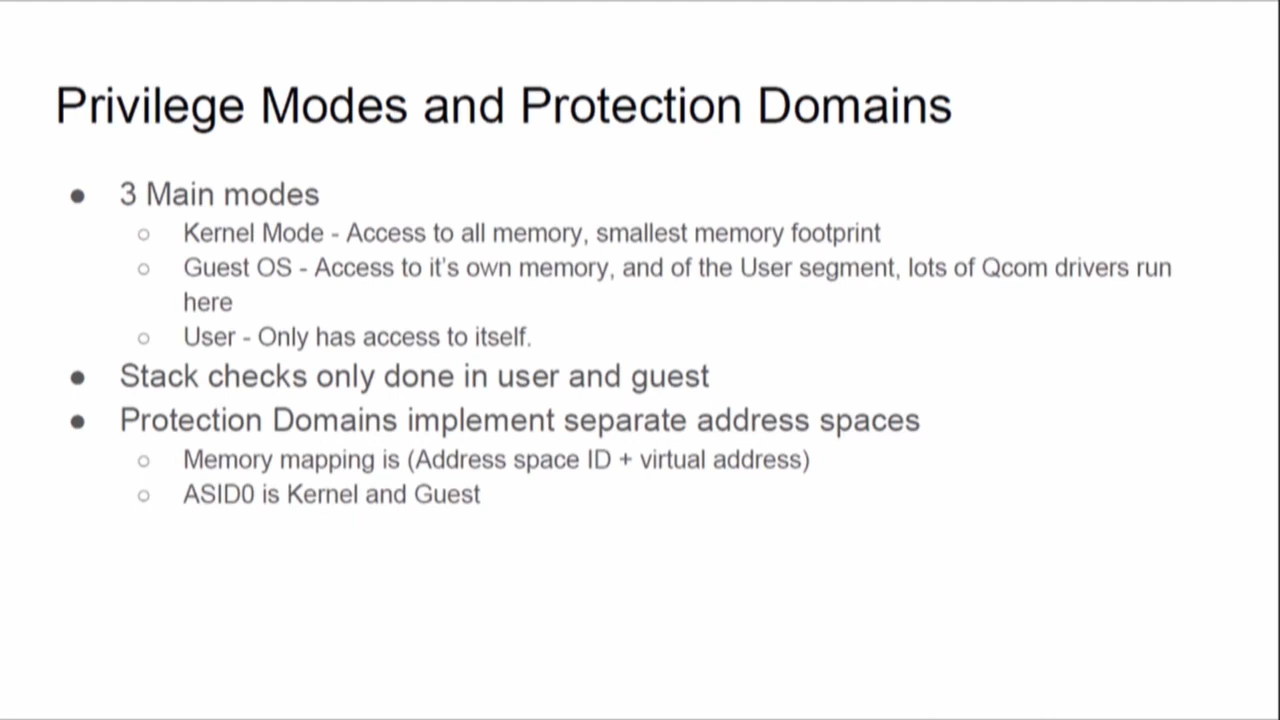 Privilege Modes and Protection Domains
● 3 Main modes
○ Kernel Mode - Access to all memory, smallest memory footprint
○ Guest OS - Access to it's own memory, and of the User segment, lots of Qcom drivers run
here
○ User - Only has access to itself.
● Stack checks only done in user and guest
● Protection Domains implement separate address spaces
○ Memory mapping is (Address space ID + virtual address)
○ ASID0 is Kernel and Guest